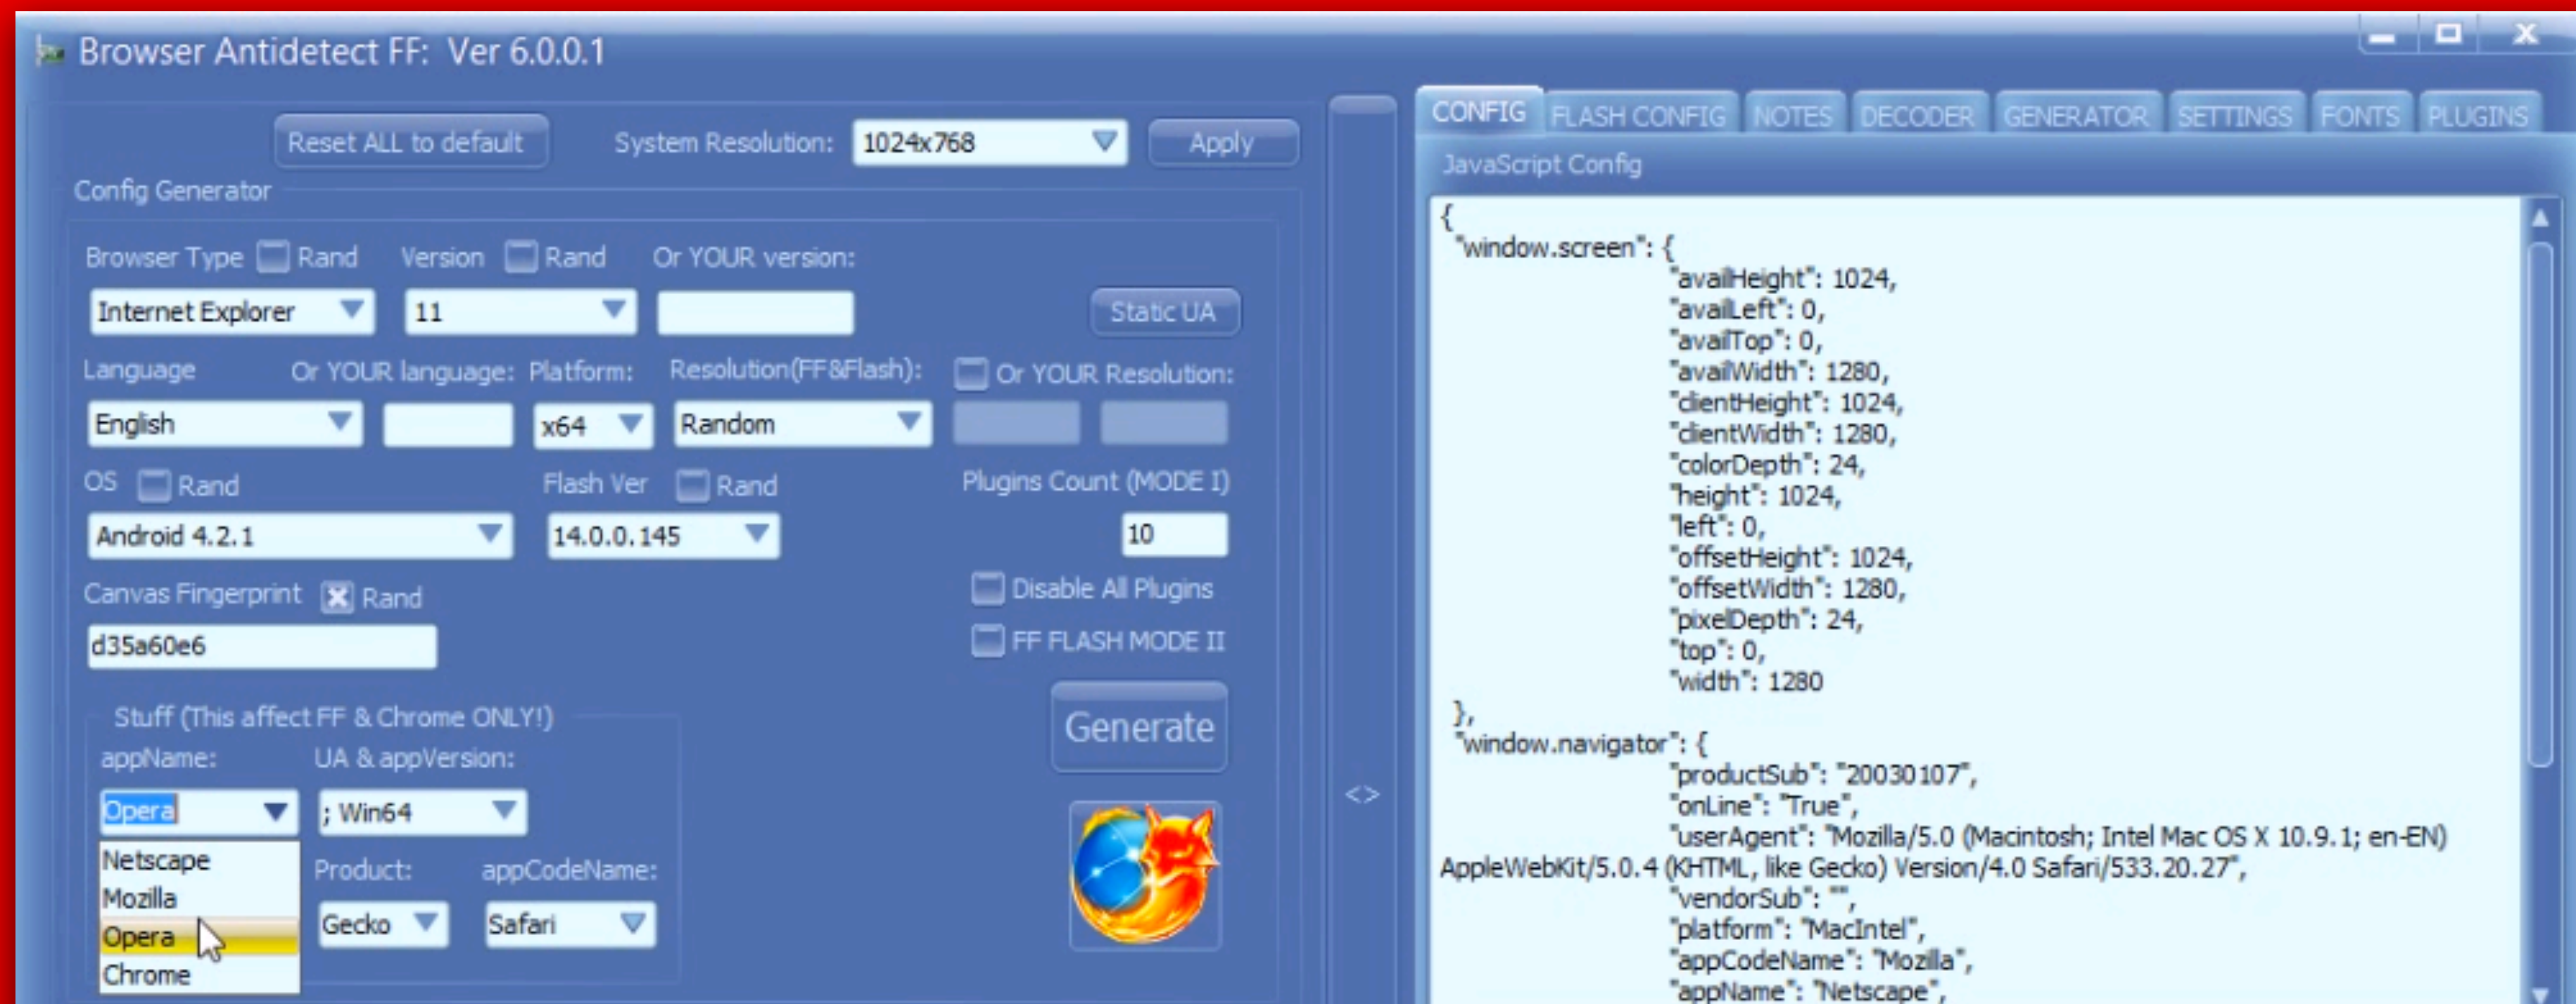 Browser Antidetect FF: Ver 6.0.0.1
Reset ALL to default System Resolution: 1024x768 Apply
Config Generator
Browser Type Rand Version Rand Or YOUR version:
Internet Explorer 11 Static UA
Language Or YOUR language: Platform: Resolution(FF&Flash): Or YOUR Resolution:
English x64 Random
OS Rand Flash Ver Rand Plugins Count (MODE I)
Android 4.2.1 14.0.0.145 10
Canvas Fingerprint Rand Disable All Plugins
d35a60e6 FF FLASH MODE II
Stuff (This affect FF & Chrome ONLY!) Generate
appName: UA & appVersion:
Opera ; Win64
Netscape Product: appCodeName:
Mozilla
Opera Gecko Safari
Chrome
<>
CONFIG FLASH CONFIG NOTES DECODER GENERATOR SETTINGS FONTS PLUGINS
JavaScript Config
{
"window.screen": {
"availHeight": 1024,
"availLeft": 0,
"availTop": 0,
"availWidth": 1280,
"clientHeight": 1024,
"clientWidth": 1280,
"colorDepth": 24,
"height": 1024,
"left": 0,
"offsetHeight": 1024,
"offsetWidth": 1280,
"pixelDepth": 24,
"top": 0,
"width": 1280
},
"window.navigator": {
"productSub": "20030107",
"onLine": "True",
"userAgent": "Mozilla/5.0 (Macintosh; Intel Mac OS X 10.9.1; en-EN)
AppleWebKit/5.0.4 (KHTML, like Gecko) Version/4.0 Safari/533.20.27",
"vendorSub": "",
"platform": "MacIntel",
"appCodeName": "Mozilla",
"appName": "Netscape",